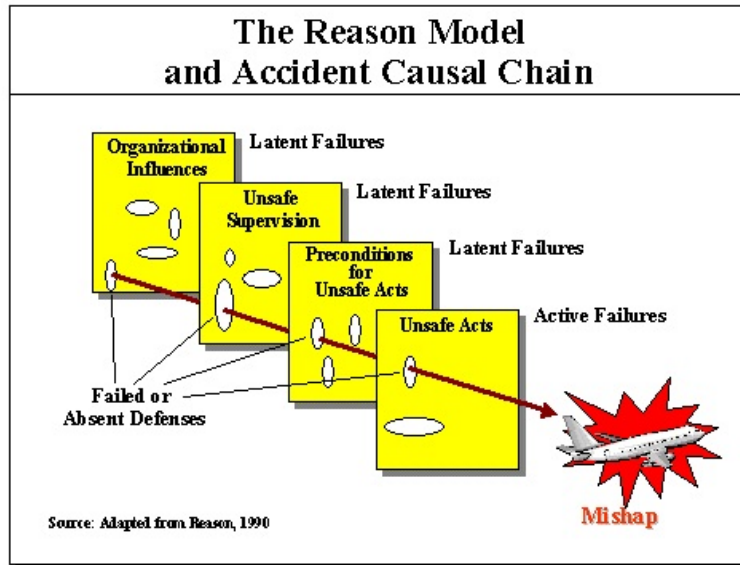 The Reason Model
and Accident Causal Chain
Organizational
Influences
Latent Failures
Unsafe
Supervision
Latent Failures
Preconditions
for
Unsafe Acts
Latent Failures
Unsafe Acts
Active Failures
Failed or
Absent Defenses
Mishap
Source: Adapted from Reason, 1990